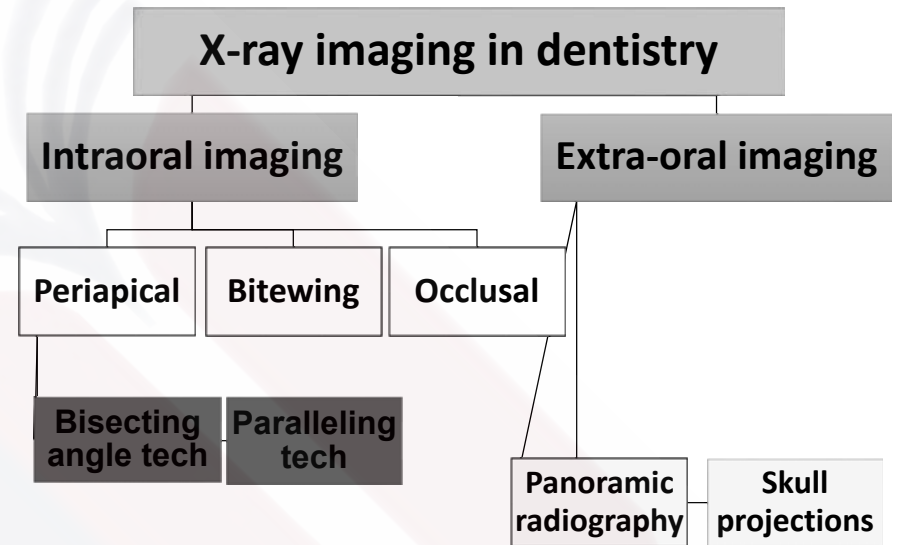 X-ray imaging in dentistry
Intraoral imaging
Extra-oral imaging
Periapical
Bitewing
Occlusal
Bisecting
angle tech
Paralleling
tech
Panoramic
radiography
Skull
projections